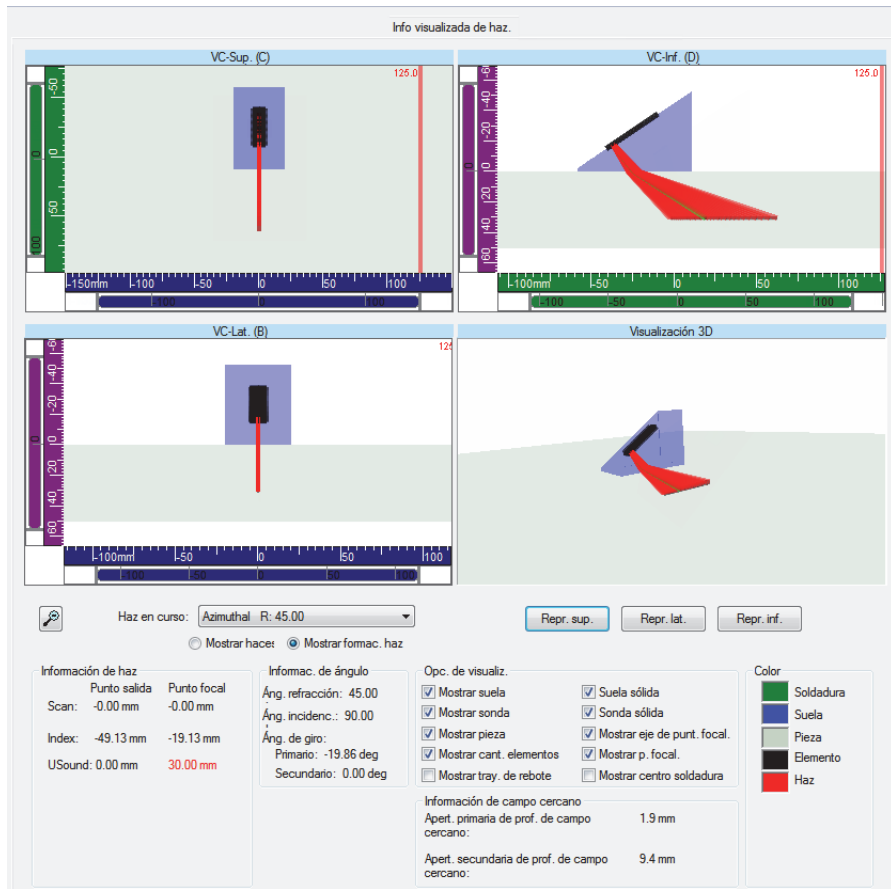 Info visualizada de haz.
VC-Sup. (C)
VC-Inf. (D)
125.0
125.0
-50
0
50
0
100
-150mm -100 -50 0 50 100
-100 0 100
-60
-40
-20
0
20
40
60
0
-100mm -50 0 50 100
-100 -50 0 50 100
VC-Lat. (B)
Visualización 3D
-40
-20
0
20
40
60
0
-100mm -50 0 50 100
-100 -50 0 50 100
Haz en curso: Azimuthal R: 45.00
Mostrar haces Mostrar formac. haz
Repr. sup. Repr. lat. Repr. inf.
Información de haz
Punto salida Punto focal
Scan: -0.00 mm -0.00 mm
Index: -49.13 mm -19.13 mm
USound: 0.00 mm 30.00 mm
Informac. de ángulo
Áng. refracción: 45.00
Áng. incidenc.: 90.00
Áng. de giro:
Primario: -19.86 deg
Secundario: 0.00 deg
Opc. de visualiz.
Mostrar suela Suela sólida
Mostrar sonda Sonda sólida
Mostrar pieza Mostrar eje de punt. focal.
Mostrar cant. elementos Mostrar p. focal.
Mostrar tray. de rebote Mostrar centro soldadura
Información de campo cercano
Apert. primaria de prof. de campo 1.9 mm
cercano:
Apert. secundaria de prof. de campo 9.4 mm
cercano:
Color
Soldadura
Suela
Pieza
Elemento
Haz